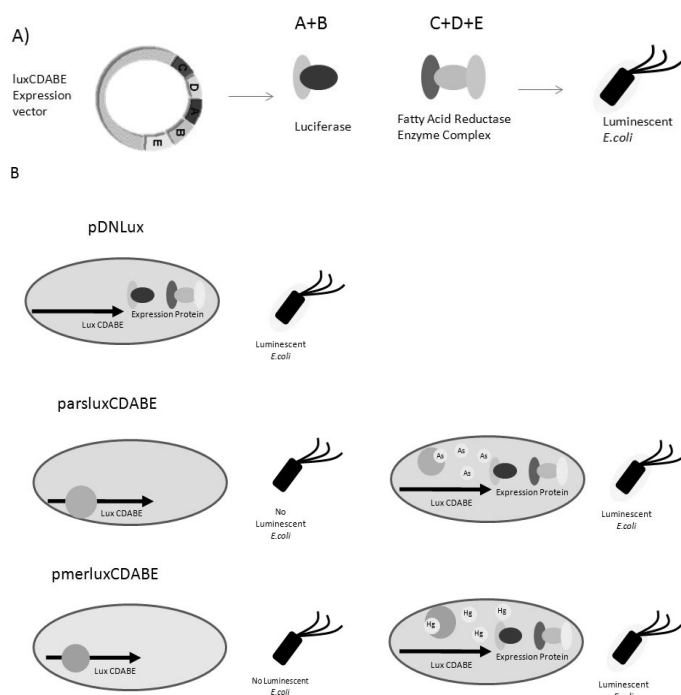 A)
luxCDABE
Expression
vector
C
D
A
B
E
A+B
Luciferase
C+D+E
Fatty Acid Reductase
Enzyme Complex
Luminescent
E.coli
B
pDNLux
Lux CDABE
Expression Protein
Luminescent
E.coli
parsluxCDABE
Lux CDABE
No
Luminescent
E.coli
As
As
As
As
Lux CDABE
Expression Protein
Luminescent
E.coli
pmerluxCDABE
Lux CDABE
No Luminescent
E.coli
Hg
Hg
Hg
Hg
Lux CDABE
Expression Protein
Luminescent
E.coli